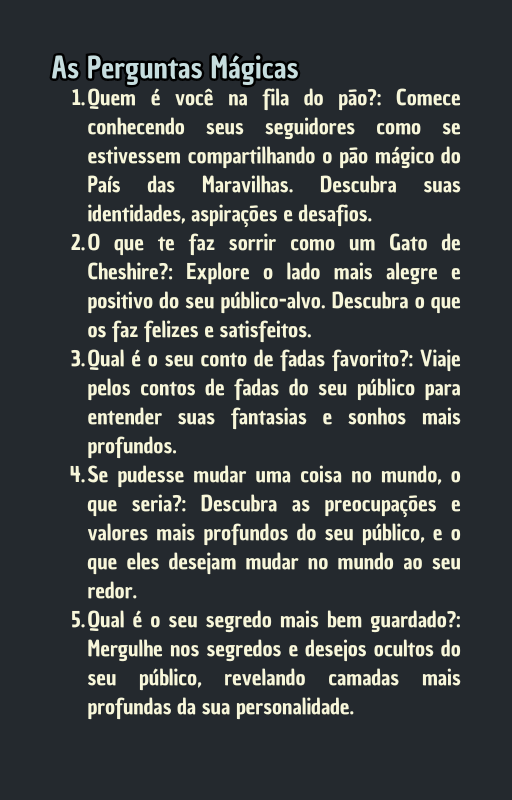 As Perguntas Mágicas
1. Quem é você na fila do pão?: Comece
conhecendo seus seguidores como se
estivessem compartilhando o pão mágico do
País das Maravilhas. Descubra suas
identidades, aspirações e desafios.
2. O que te faz sorrir como um Gato de
Cheshire?: Explore o lado mais alegre e
positivo do seu público-alvo. Descubra o que
os faz felizes e satisfeitos.
3. Qual é o seu conto de fadas favorito?: Viaje
pelos contos de fadas do seu público para
entender suas fantasias e sonhos mais
profundos.
4. Se pudesse mudar uma coisa no mundo, o
que seria?: Descubra as preocupações e
valores mais profundos do seu público, e o
que eles desejam mudar no mundo ao seu
redor.
5. Qual é o seu segredo mais bem guardado?:
Mergulhe nos segredos e desejos ocultos do
seu público, revelando camadas mais
profundas da sua personalidade.